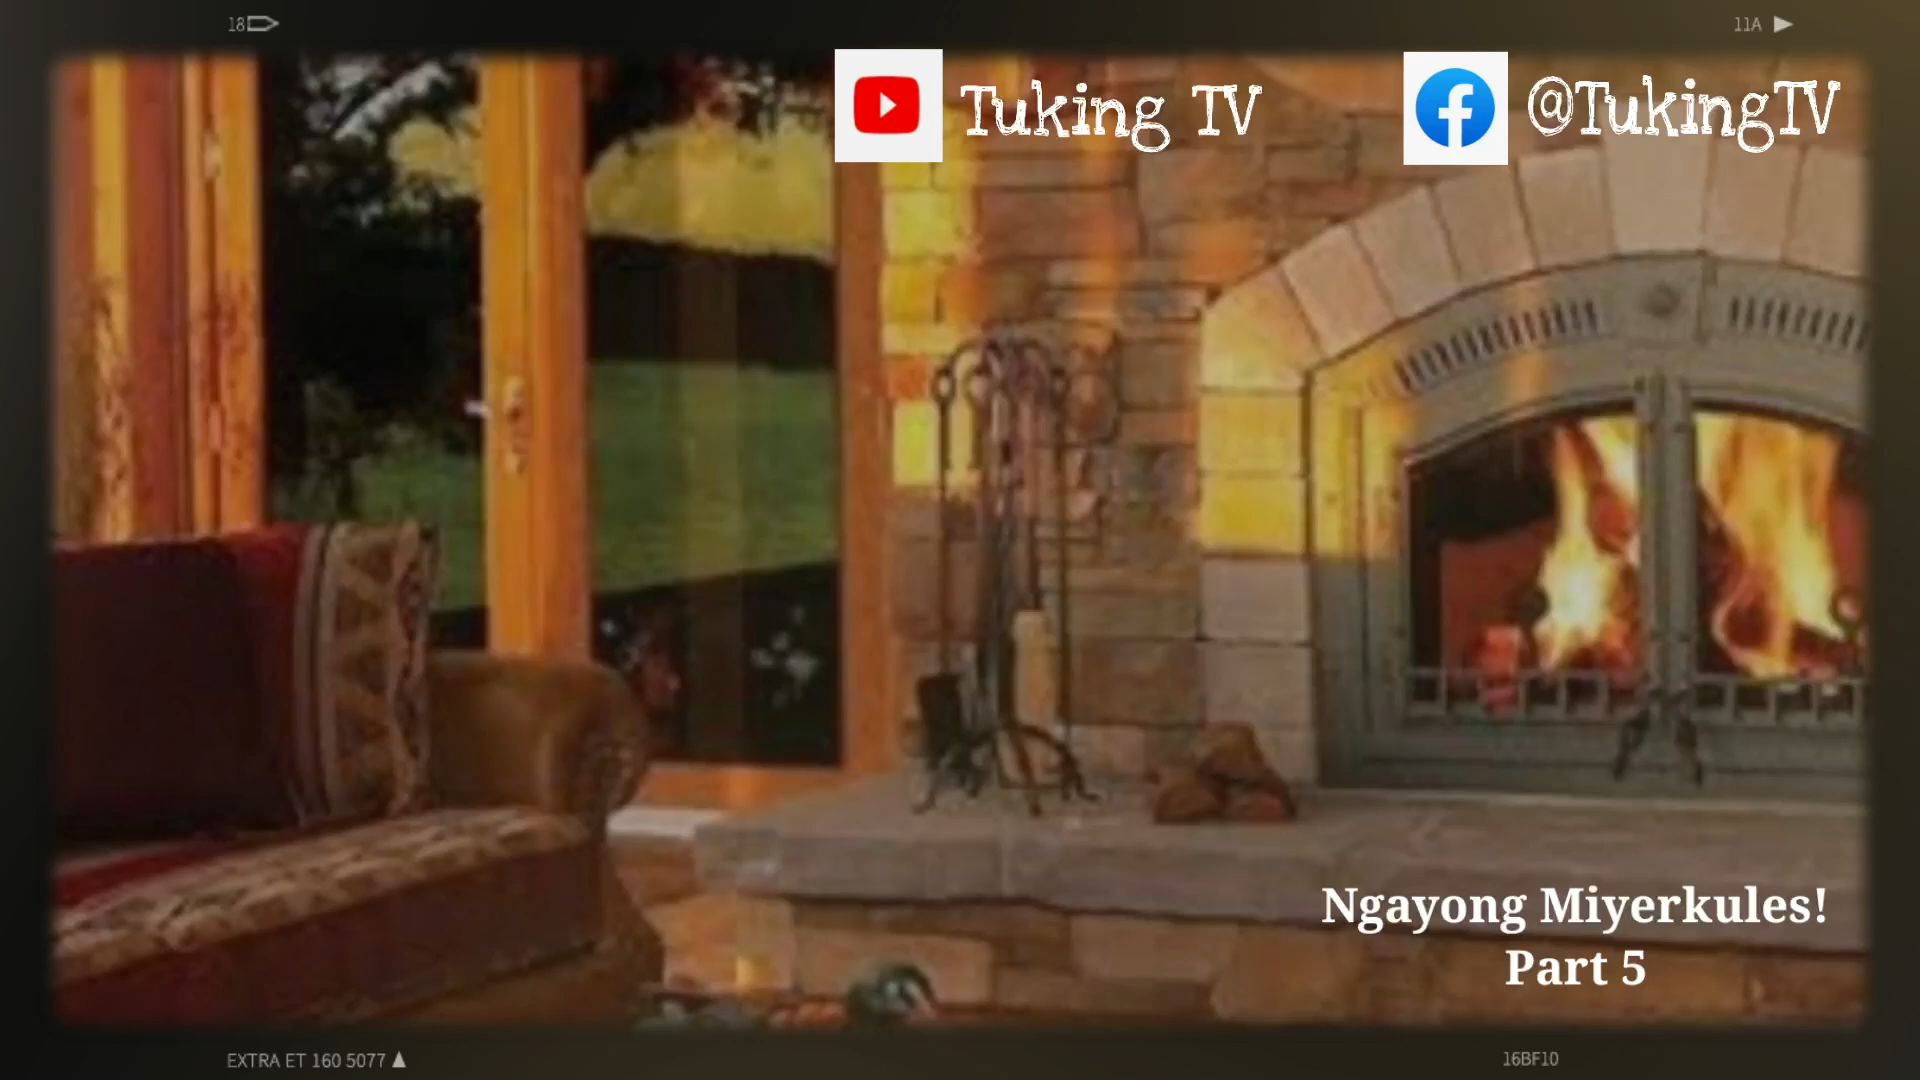 18
11A
Tuking TV
@TukingTV
Ngayong Miyerkules!
Part 5
EXTRA ET 160 5077
16BF10